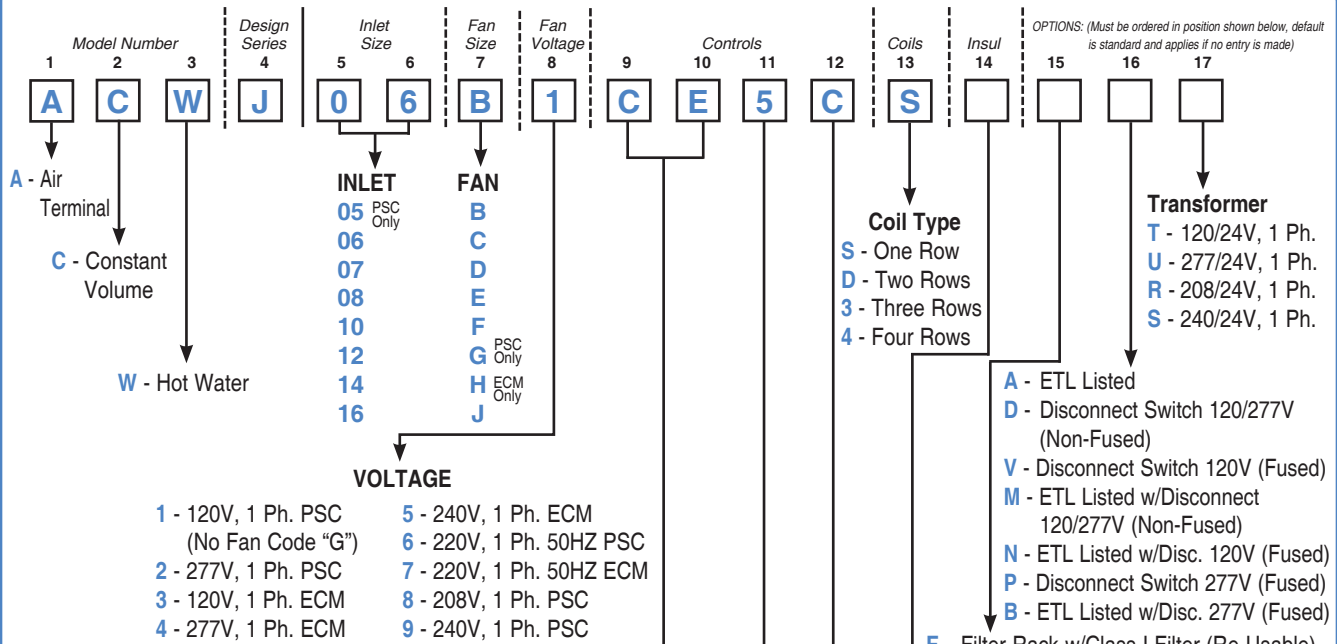 Model Number
Design Series
Inlet Size
Fan Size
Fan Voltage
Controls
Coils
Insul
OPTIONS: (Must be ordered in position shown below, default is standard and applies if no entry is made)
1 2 3 4 5 6 7 8 9 10 11 12 13 14 15 16 17
A C W J 0 6 B 1 C E 5 C S
A - Air Terminal
C - Constant Volume
W - Hot Water
INLET
05 PSC Only
06
07
08
10
12
14
16
FAN
B
C
D
E
F
G PSC Only
H ECM Only
J
VOLTAGE
1 - 120V, 1 Ph. PSC
(No Fan Code “G”)
2 - 277V, 1 Ph. PSC
3 - 120V, 1 Ph. ECM
4 - 277V, 1 Ph. ECM
5 - 240V, 1 Ph. ECM
6 - 220V, 1 Ph. 50HZ PSC
7 - 220V, 1 Ph. 50HZ ECM
8 - 208V, 1 Ph. PSC
9 - 240V, 1 Ph. PSC
Coil Type
S - One Row
D - Two Rows
3 - Three Rows
4 - Four Rows
Transformer
T - 120/24V, 1 Ph.
U - 277/24V, 1 Ph.
R - 208/24V, 1 Ph.
S - 240/24V, 1 Ph.
A - ETL Listed
D - Disconnect Switch 120/277V
(Non-Fused)
V - Disconnect Switch 120V (Fused)
M - ETL Listed w/Disconnect
120/277V (Non-Fused)
N - ETL Listed w/Disc. 120V (Fused)
P - Disconnect Switch 277V (Fused)
B - ETL Listed w/Disc. 277V (Fused)
F - Filter Rack w/Class I Filter (Re-Usable)